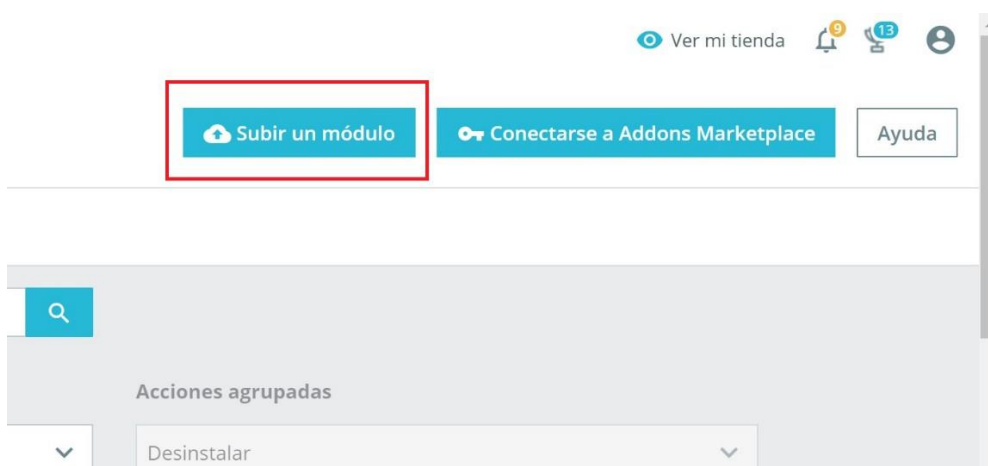 Ver mi tienda 9 13
Subir un módulo Conectarse a Addons Marketplace Ayuda
Acciones agrupadas
Desinstalar